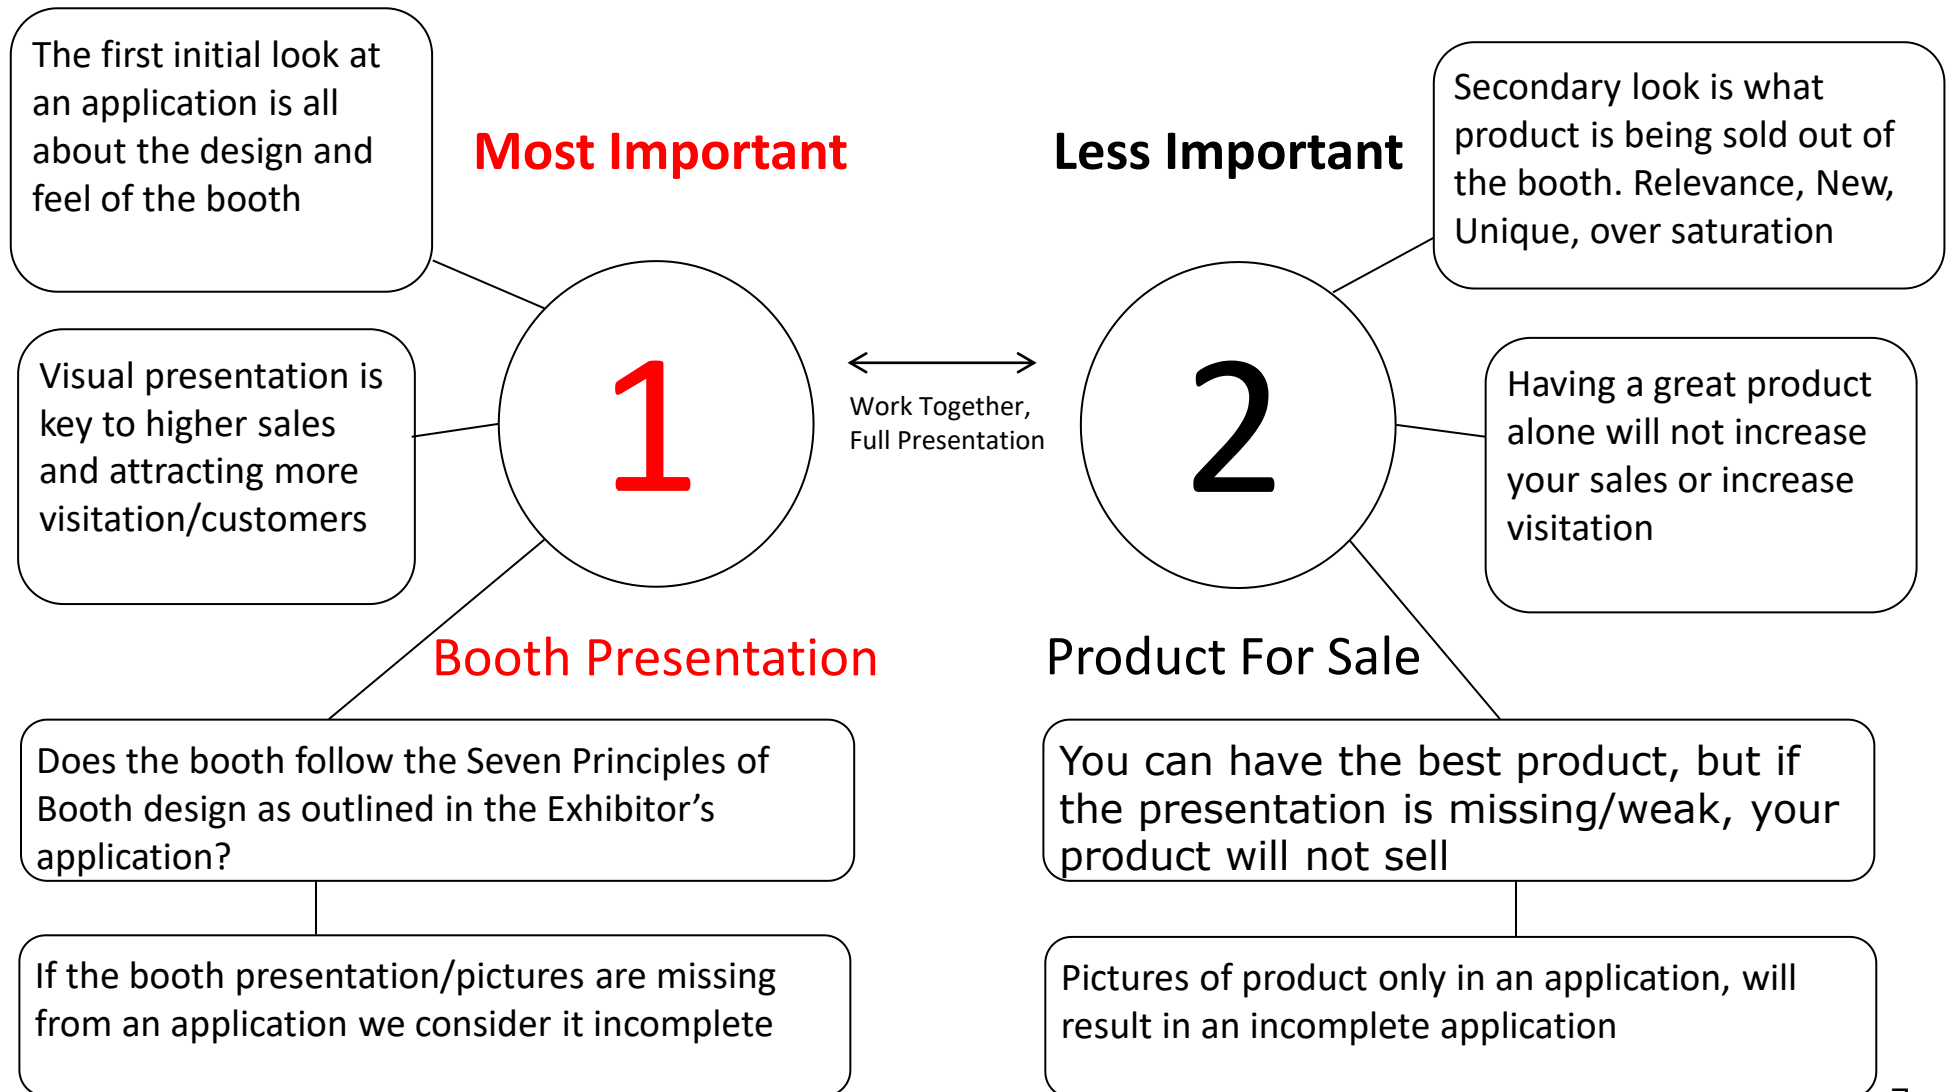 The first initial look at
an application is all
about the design and
feel of the booth
Most Important
Less Important
Secondary look is what
product is being sold out of
the booth. Relevance, New,
Unique, over saturation
Visual presentation is
key to higher sales
and attracting more
visitation/customers
1
Work Together,
Full Presentation
2
Having a great product
alone will not increase
your sales or increase
visitation
Booth Presentation
Product For Sale
Does the booth follow the Seven Principles of
Booth design as outlined in the Exhibitor’s
application?
You can have the best product, but if
the presentation is missing/weak, your
product will not sell
If the booth presentation/pictures are missing
from an application we consider it incomplete
Pictures of product only in an application, will
result in an incomplete application